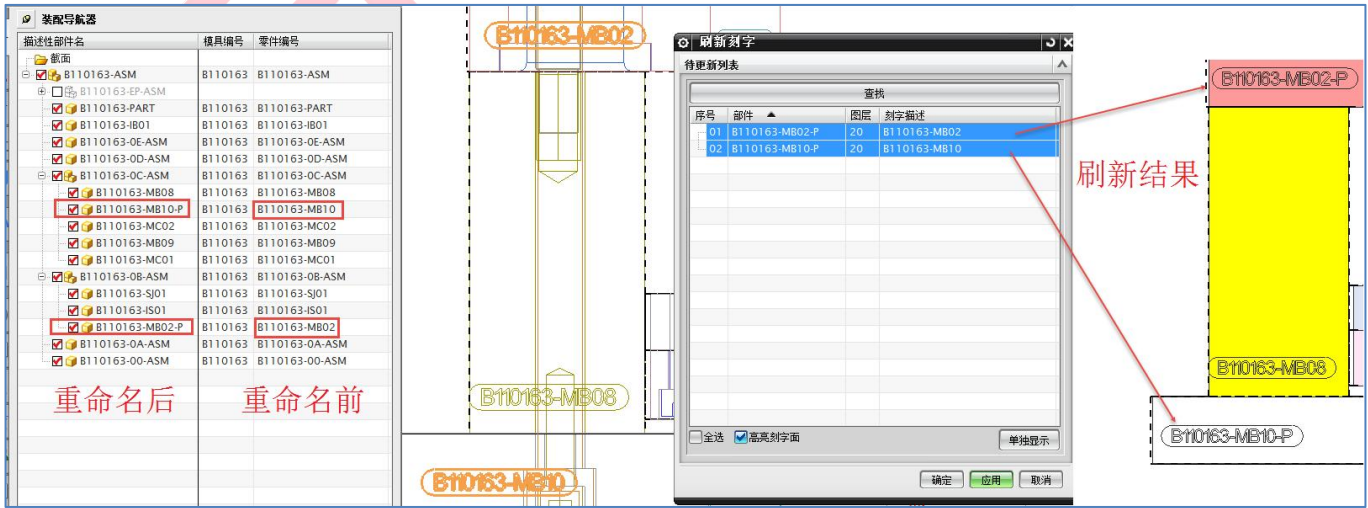 装配导航器
描述性部件名 模具编号 零件编号
截面
B110163-ASM B110163 B110163-ASM
B110163-EP-ASM
B110163-PART B110163 B110163-PART
B110163-IB01 B110163 B110163-IB01
B110163-0E-ASM B110163 B110163-0E-ASM
B110163-0D-ASM B110163 B110163-0D-ASM
B110163-0C-ASM B110163 B110163-0C-ASM
B110163-MB08 B110163 B110163-MB08
B110163-MB10-P B110163 B110163-MB10
B110163-MC02 B110163 B110163-MC02
B110163-MB09 B110163 B110163-MB09
B110163-MC01 B110163 B110163-MC01
B110163-0B-ASM B110163 B110163-0B-ASM
B110163-SJ01 B110163 B110163-SJ01
B110163-IS01 B110163 B110163-IS01
B110163-MB02-P B110163 B110163-MB02
B110163-0A-ASM B110163 B110163-0A-ASM
B110163-00-ASM B110163 B110163-00-ASM
重命名后 重命名前
B110163-MB02
B110163-MB08
B110163-MB10
刷新刻字
待更新列表
查找
序号 部件 图层 刻字描述
01 B110163-MB02-P 20 B110163-MB02
02 B110163-MB10-P 20 B110163-MB10
全选 高亮刻字面 单独显示
确定 应用 取消
刷新结果
B110163-MB02-P
B110163-MB08
B110163-MB10-P